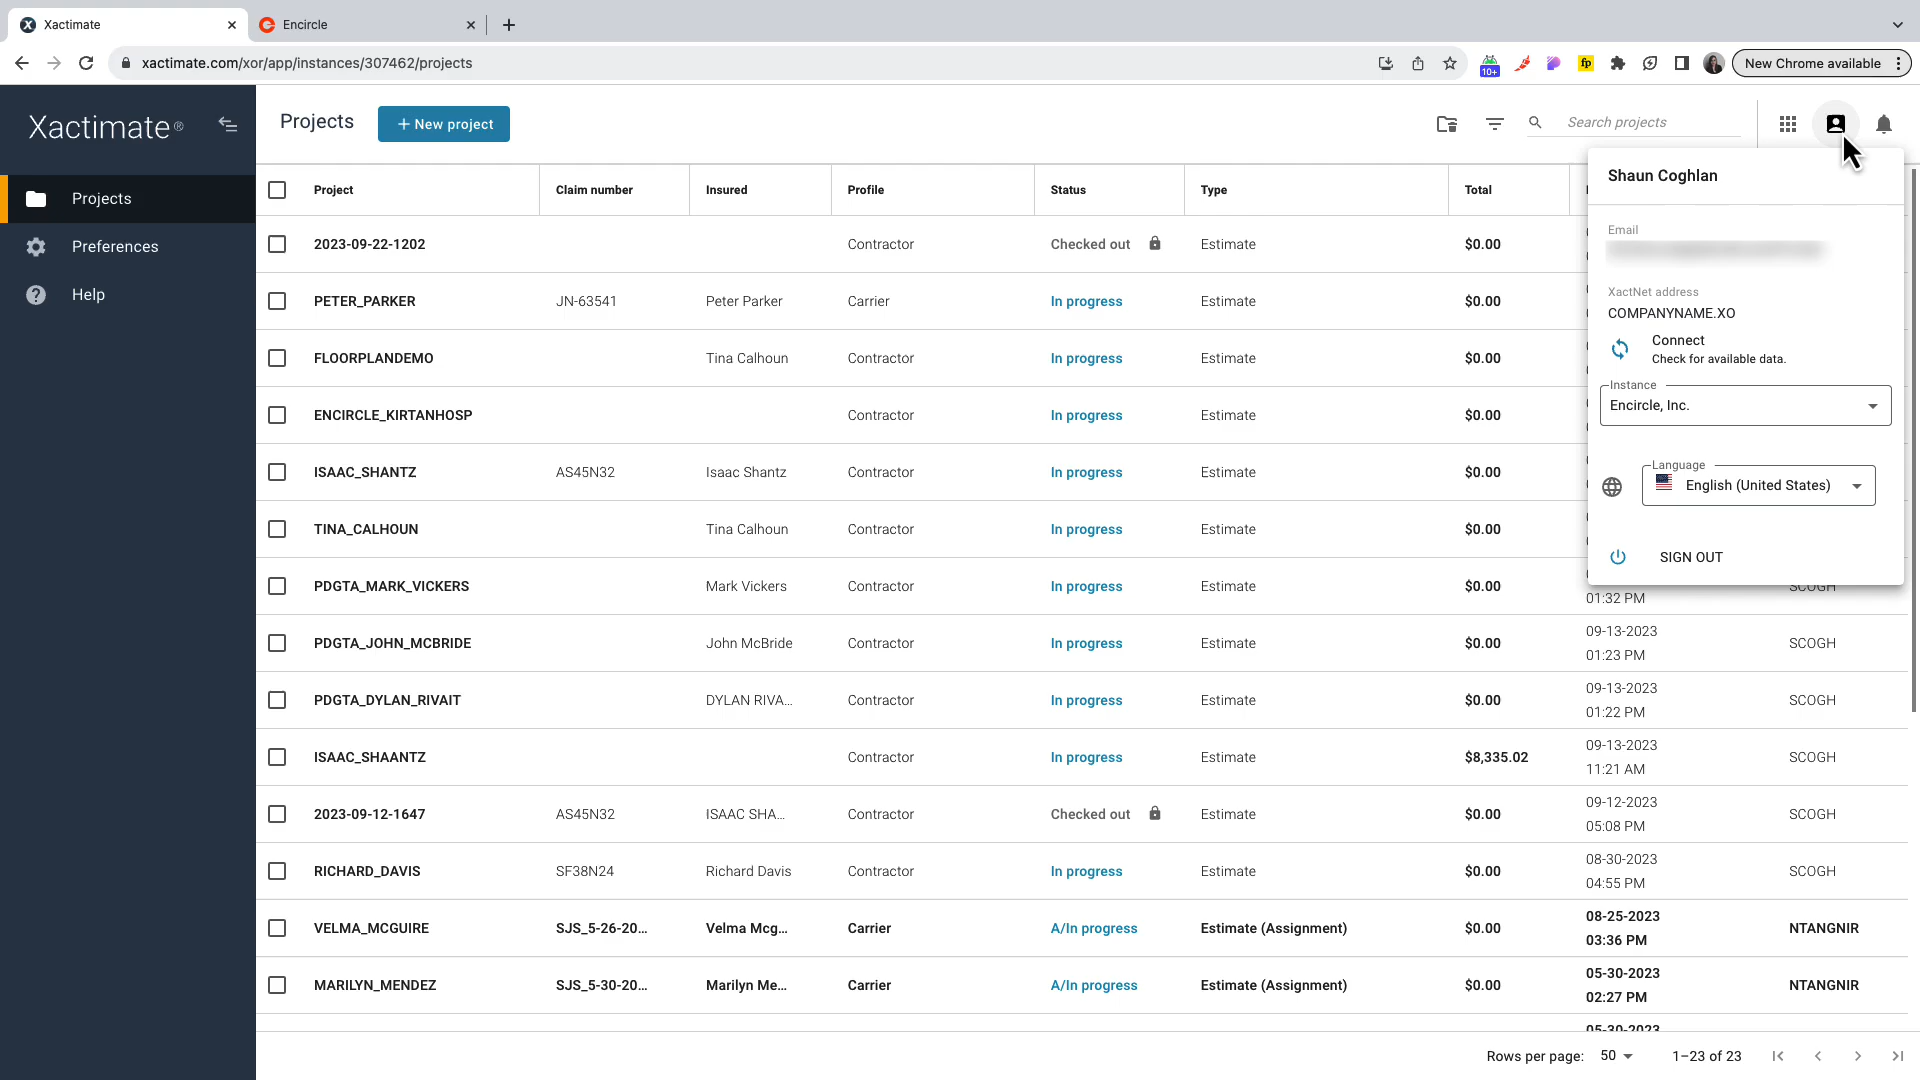 Xactimate
Encircle
xactimate.com/xor/app/instances/307462/projects
10+
fp
New Chrome available
Xactimate®
Projects
+ New project
Search projects
Projects
Preferences
Help
Project Claim number Insured Profile Status Type Total
2023-09-22-1202 Contractor Checked out Estimate $0.00
PETER_PARKER JN-63541 Peter Parker Carrier In progress Estimate $0.00
FLOORPLANDEMO Tina Calhoun Contractor In progress Estimate $0.00
ENCIRCLE_KIRTANHOSP Contractor In progress Estimate $0.00
ISAAC_SHANTZ AS45N32 Isaac Shantz Contractor In progress Estimate $0.00
TINA_CALHOUN Tina Calhoun Contractor In progress Estimate $0.00
PDGTA_MARK_VICKERS Mark Vickers Contractor In progress Estimate $0.00 SCOGH
01:32 PM
PDGTA_JOHN_MCBRIDE John McBride Contractor In progress Estimate $0.00 09-13-2023 SCOGH
01:23 PM
PDGTA_DYLAN_RIVAIT DYLAN RIVA... Contractor In progress Estimate $0.00 09-13-2023 SCOGH
01:22 PM
ISAAC_SHAANTZ Contractor In progress Estimate $8,335.02 09-13-2023 SCOGH
11:21 AM
2023-09-12-1647 AS45N32 ISAAC SHA... Contractor Checked out Estimate $0.00 09-12-2023 SCOGH
05:08 PM
RICHARD_DAVIS SF38N24 Richard Davis Contractor In progress Estimate $0.00 08-30-2023 SCOGH
04:55 PM
VELMA_MCGUIRE SJS_5-26-20... Velma Mcg... Carrier A/In progress Estimate (Assignment) $0.00 08-25-2023 NTANGNIR
03:36 PM
MARILYN_MENDEZ SJS_5-30-20... Marilyn Me... Carrier A/In progress Estimate (Assignment) $0.00 05-30-2023 NTANGNIR
02:27 PM
05-30-2023
Shaun Coghlan
Email
XactNet address
COMPANYNAME.XO
Connect
Check for available data.
Instance
Encircle, Inc.
Language
English (United States)
SIGN OUT
Rows per page: 50 1–23 of 23